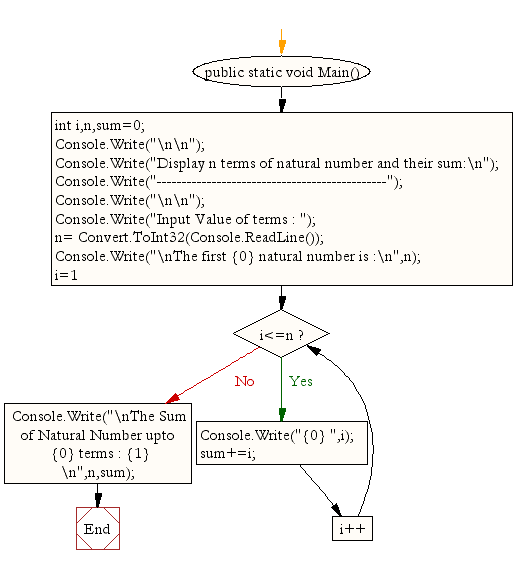 public static void Main()
int i,n,sum=0;
Console.Write("\n\n");
Console.Write("Display n terms of natural number and their sum:\n");
Console.Write("----------------------------------------------");
Console.Write("\n\n");
Console.Write("Input Value of terms : ");
n= Convert.ToInt32(Console.ReadLine());
Console.Write("\nThe first {0} natural number is :\n",n);
i=1
i<=n ?
No
Yes
Console.Write("\nThe Sum
of Natural Number upto
{0} terms : {1}
\n",n,sum);
Console.Write("{0} ",i);
sum+=i;
i++
End